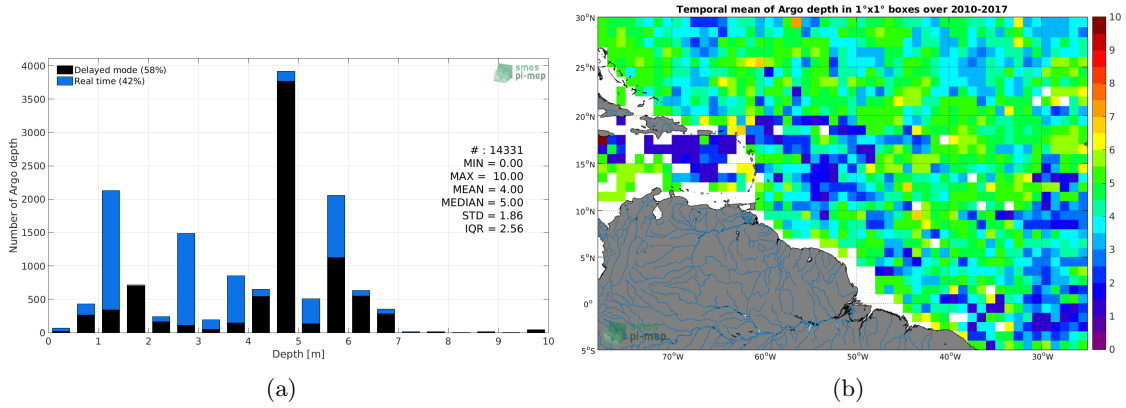 Delayed mode (58%)
Real time (42%)
smos
pi-mep
# : 14331
MIN = 0.00
MAX = 10.00
MEAN = 4.00
MEDIAN = 5.00
STD = 1.86
IQR = 2.56
Number of Argo depth
4000
3500
3000
2500
2000
1500
1000
500
0
0 1 2 3 4 5 6 7 8 9 10
Depth [m]
(a)
Temporal mean of Argo depth in 1°x1° boxes over 2010-2017
30°N
25°N
20°N
15°N
10°N
5°N
0°
5°S
70°W 60°W 50°W 40°W 30°W
smos
pi-mep
10
9
8
7
6
5
4
3
2
1
0
(b)